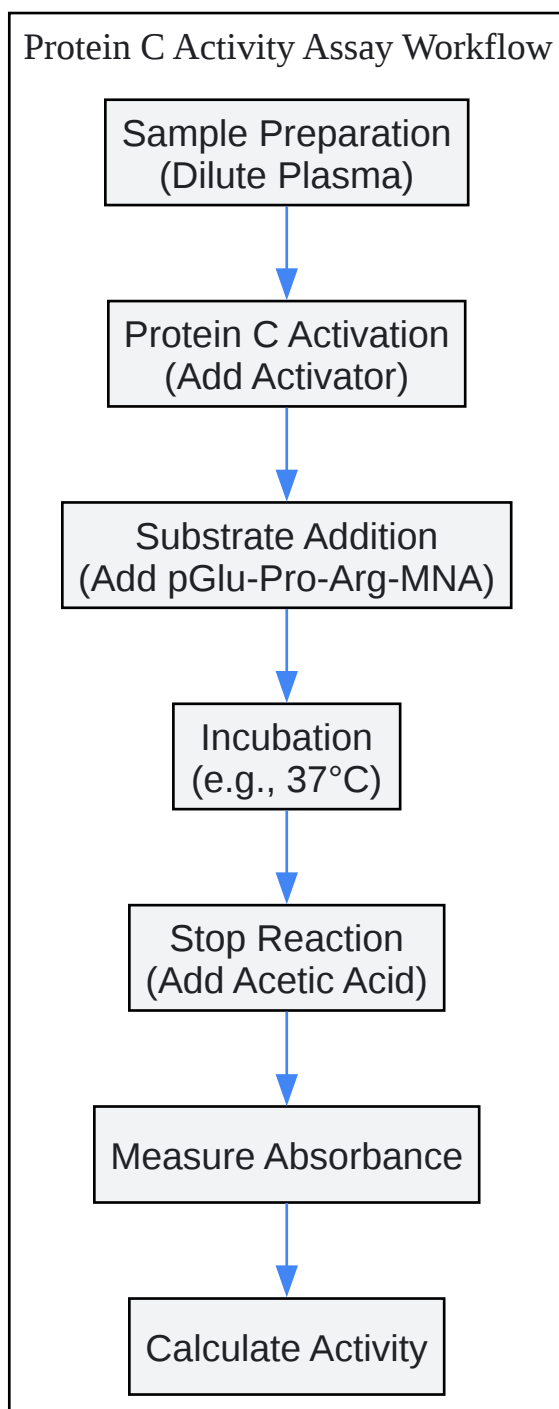 Protein C Activity Assay Workflow
Sample Preparation
(Dilute Plasma)
Protein C Activation
(Add Activator)
Substrate Addition
(Add pGlu-Pro-Arg-MNA)
Incubation
(e.g., 37°C)
Stop Reaction
(Add Acetic Acid)
Measure Absorbance
Calculate Activity